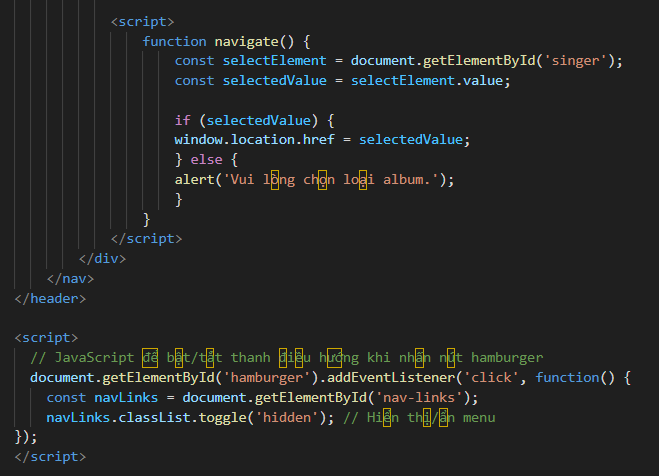 <script>
function navigate() {
const selectElement = document.getElementById('singer');
const selectedValue = selectElement.value;
if (selectedValue) {
window.location.href = selectedValue;
} else {
alert('Vui lòng chọn loại album.');
}
}
</script>
</div>
</nav>
</header>
<script>
// JavaScript để bật/tắt thanh điều hướng khi nhấn nút hamburger
document.getElementById('hamburger').addEventListener('click', function() {
const navLinks = document.getElementById('nav-links');
navLinks.classList.toggle('hidden'); // Hiện thị/ẩn menu
});
</script>